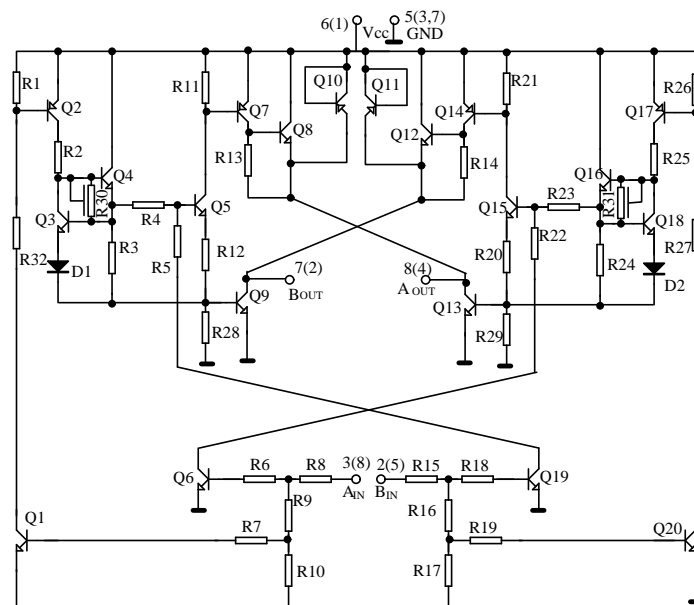 6(1) Vcc
5(3,7) GND
R1
Q2
R11
Q7
Q8
Q10
Q11
Q12
Q14
R21
Q17
R26
R2
Q4
R13
R14
Q16
R25
Q3
R30
R4
Q5
Q15
R23
R31
Q18
R32
D1
R3
R5
R12
R20
R22
R24
R27
D2
7(2)
BOUT
8(4)
AOUT
Q9
Q13
R28
R29
Q6
R6
R8
3(8)
AIN
2(5)
BIN
R15
R18
Q19
R9
R16
Q1
R7
R19
Q20
R10
R17